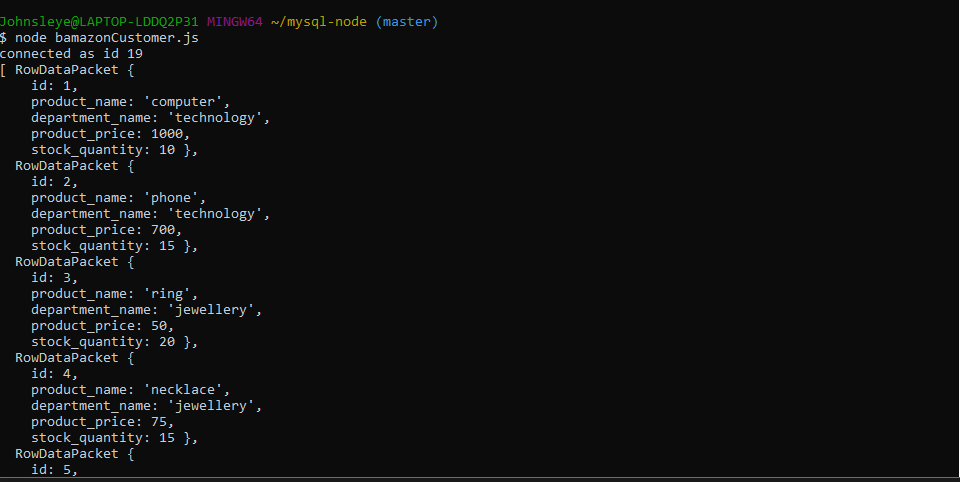 Johnsleye@LAPTOP-LDDQ2P31 MINGW64 ~/mysql-node (master)
$ node bamazonCustomer.js
connected as id 19
[ RowDataPacket {
    id: 1,
    product_name: 'computer',
    department_name: 'technology',
    product_price: 1000,
    stock_quantity: 10 },
  RowDataPacket {
    id: 2,
    product_name: 'phone',
    department_name: 'technology',
    product_price: 700,
    stock_quantity: 15 },
  RowDataPacket {
    id: 3,
    product_name: 'ring',
    department_name: 'jewellery',
    product_price: 50,
    stock_quantity: 20 },
  RowDataPacket {
    id: 4,
    product_name: 'necklace',
    department_name: 'jewellery',
    product_price: 75,
    stock_quantity: 15 },
  RowDataPacket {
    id: 5,